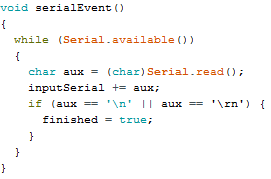 void serialEvent()
{
  while (Serial.available())
  {
    char aux = (char)Serial.read();
    inputSerial += aux;
    if (aux == '\n' || aux == '\rn') {
      finished = true;
    }
  }
}